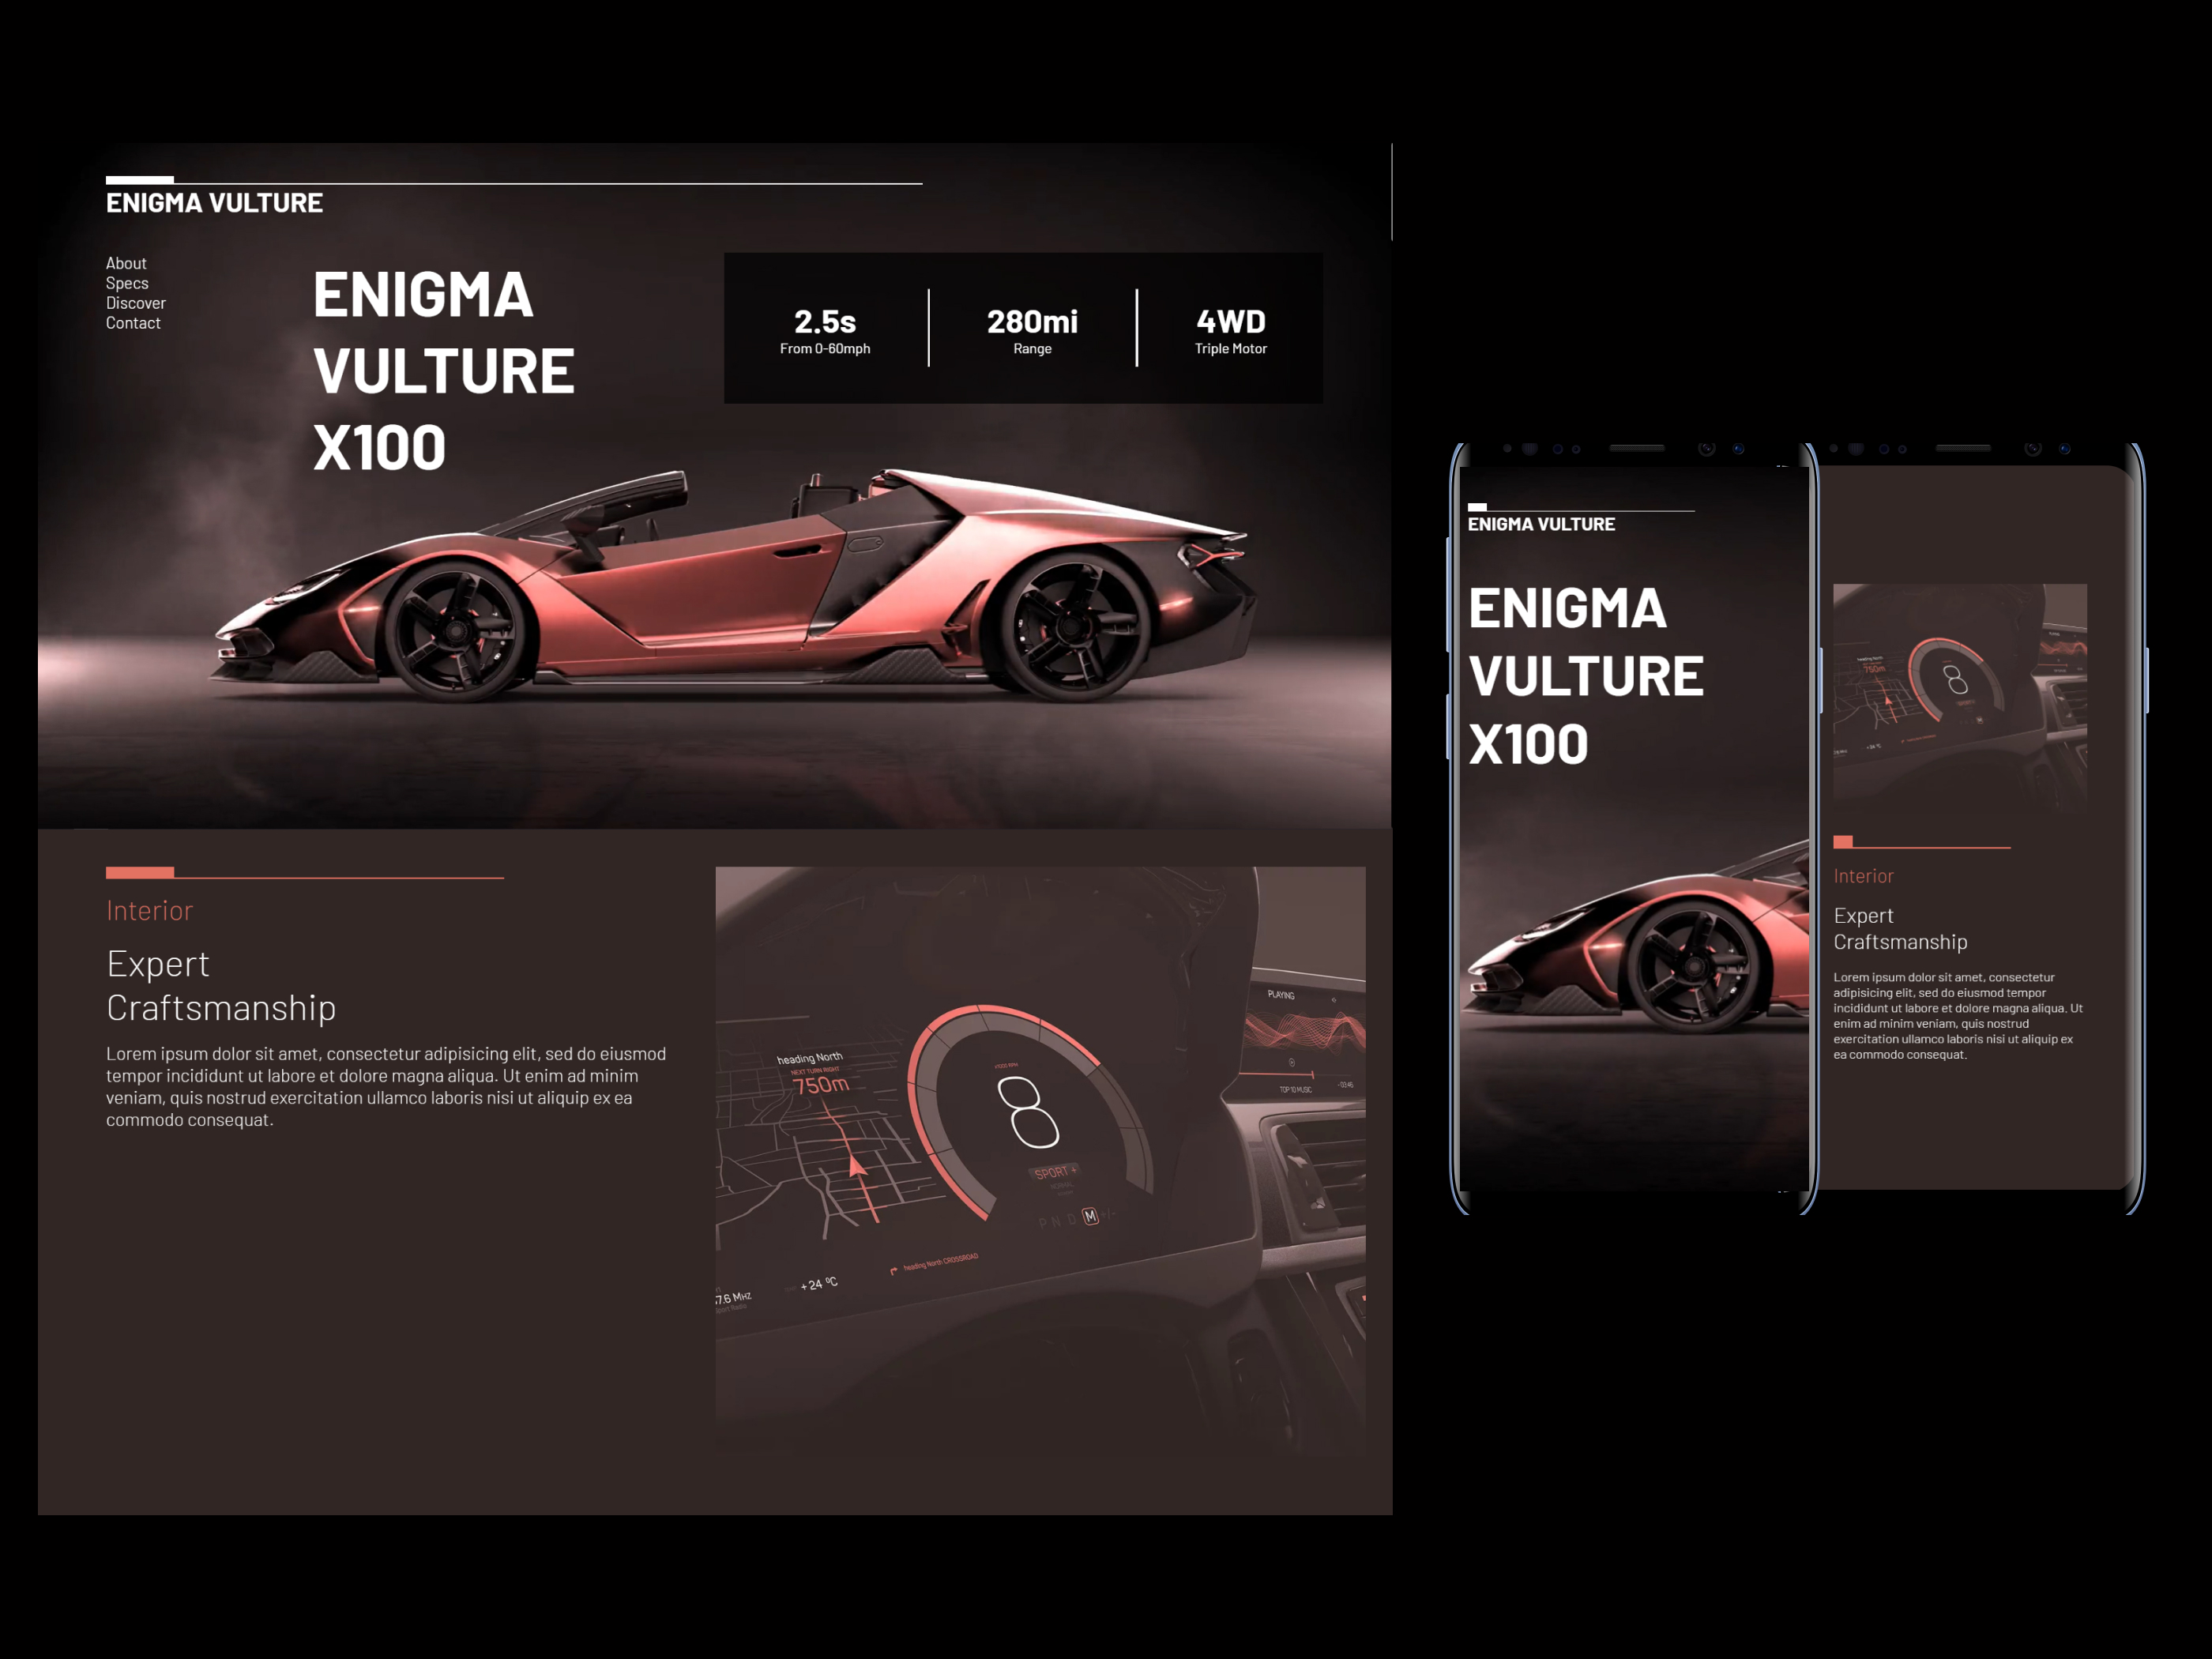 ENIGMA VULTURE
About
Specs
Discover
Contact
ENIGMA
VULTURE
X100
2.5s
From 0-60mph
280mi
Range
4WD
Triple Motor
Interior
Expert
Craftsmanship
Lorem ipsum dolor sit amet, consectetur adipisicing elit, sed do eiusmod
tempor incididunt ut labore et dolore magna aliqua. Ut enim ad minim
veniam, quis nostrud exercitation ullamco laboris nisi ut aliquip ex ea
commodo consequat.
PLAYING
TOP 10 MUSIC
heading North
NEXT TURN RIGHT
750m
8
SPORT +
P N D M +/-
heading North CROSSROAD
+24 °C
7.6 MHz
ENIGMA VULTURE
ENIGMA
VULTURE
X100
heading North
750m
8
Interior
Expert
Craftsmanship
Lorem ipsum dolor sit amet, consectetur
adipisicing elit, sed do eiusmod tempor
incididunt ut labore et dolore magna aliqua. Ut
enim ad minim veniam, quis nostrud
exercitation ullamco laboris nisi ut aliquip ex
ea commodo consequat.